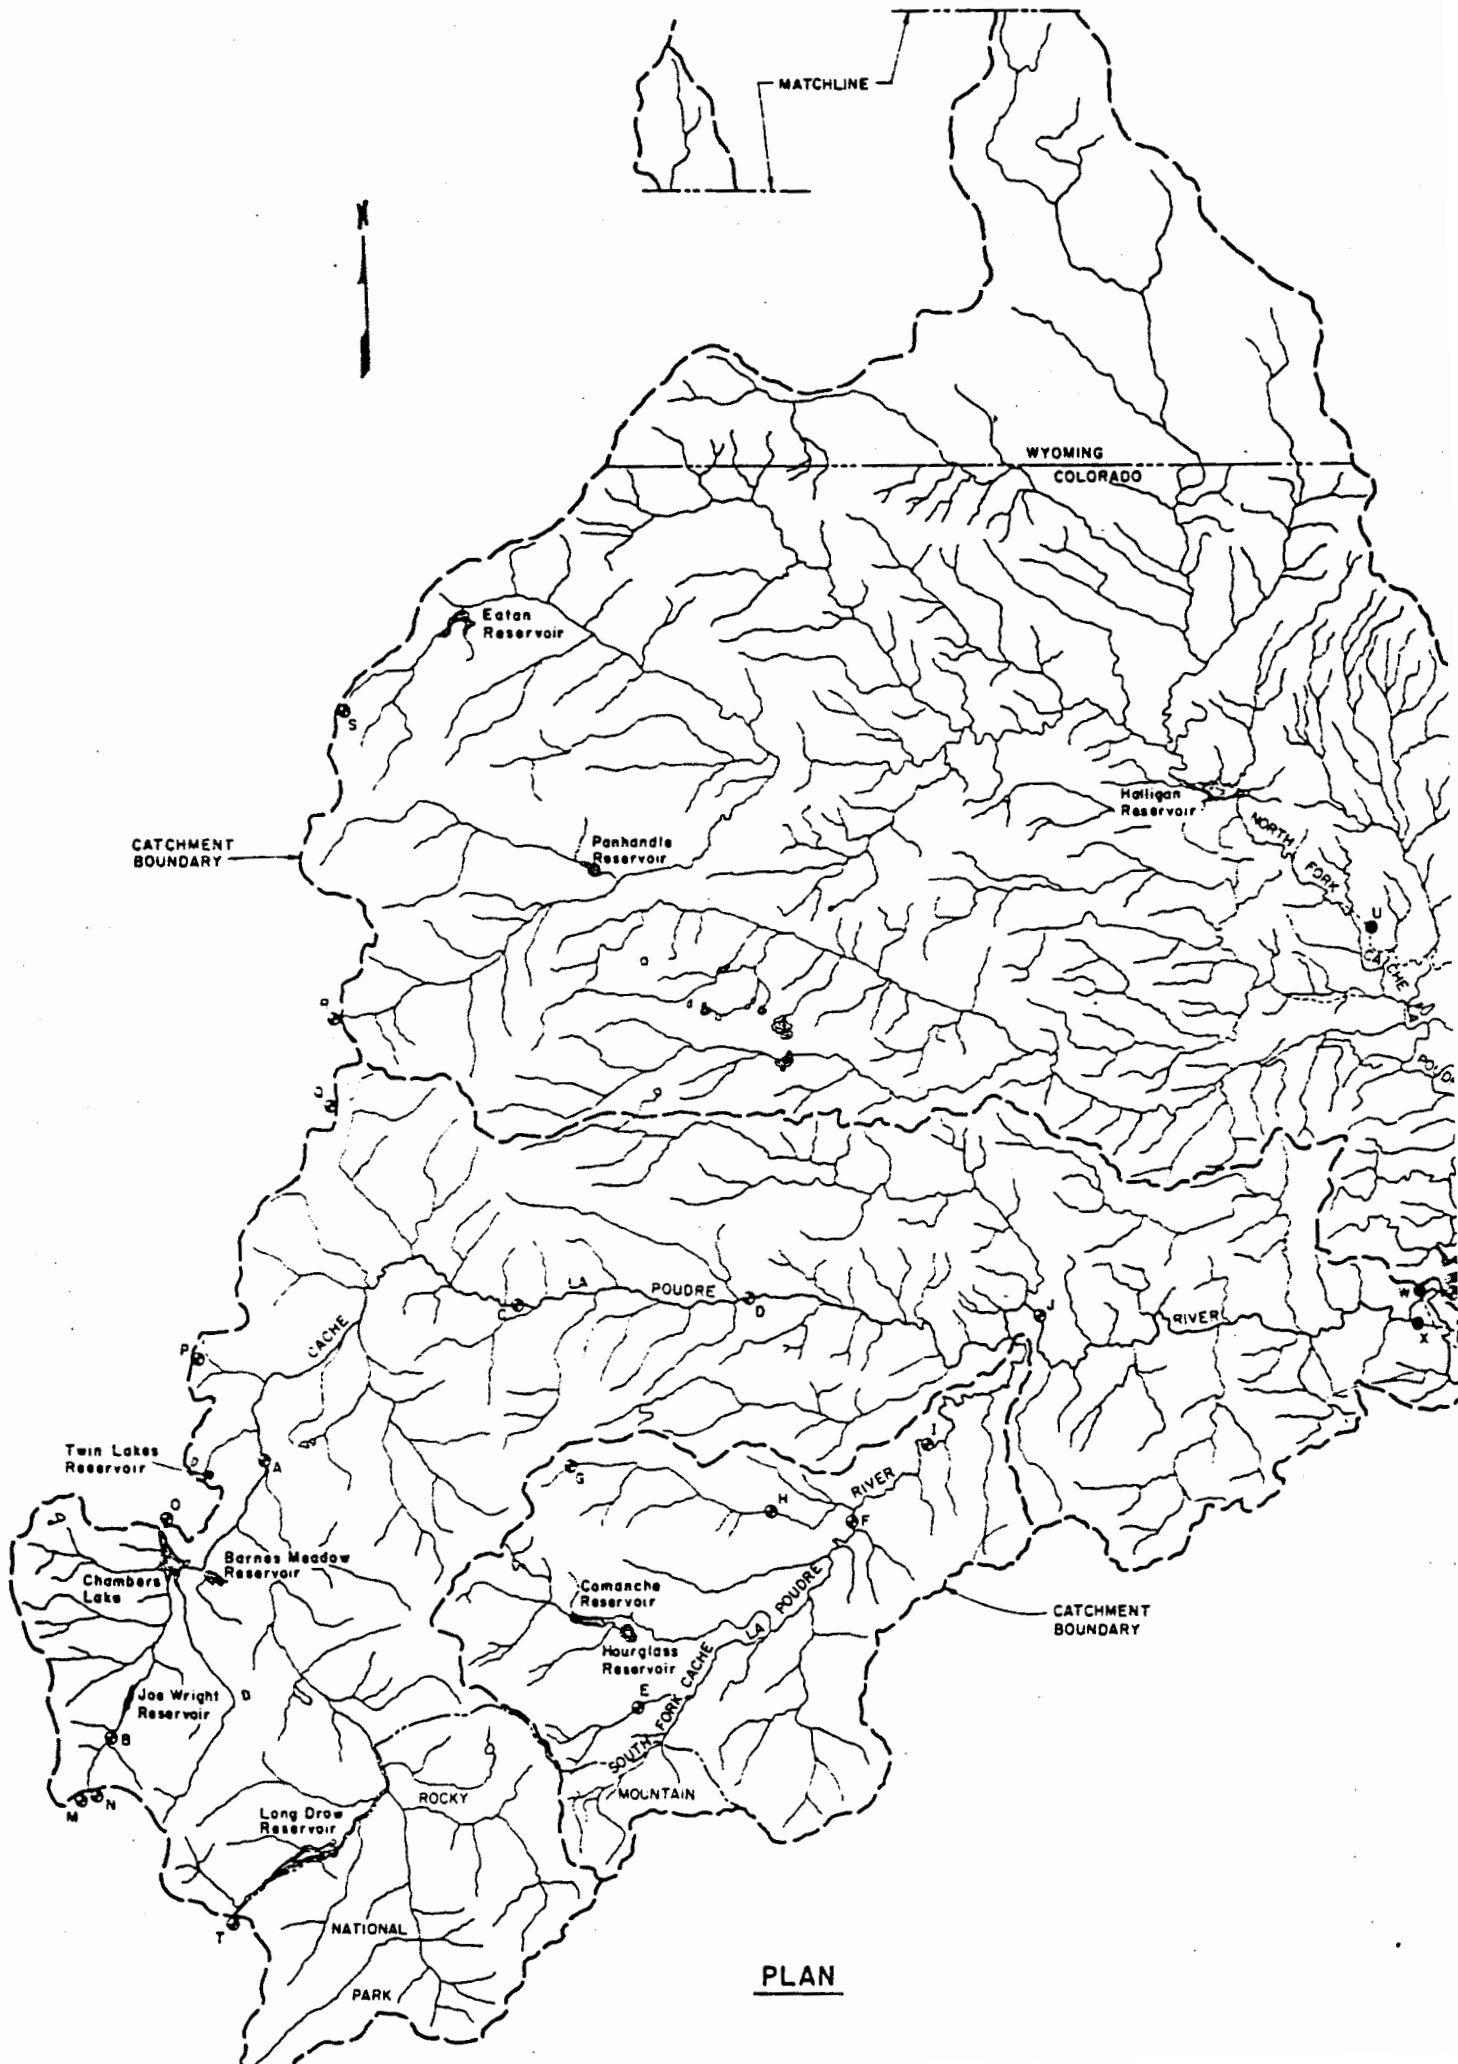 MATCHLINE
N
WYOMING
COLORADO
Eatan
Reservoir
S
Halligan
Reservoir
NORTH
FORK
CATCHMENT
BOUNDARY
Panhandle
Reservoir
U
CACHE
LA
POUD
LA
POUDRE
C
D
J
RIVER
W
X
CACHE
P
Twin Lakes
Reservoir
A
G
H
RIVER
I
F
O
Barnes Meadow
Reservoir
Chambers
Lake
Comanche
Reservoir
Hourglass
Reservoir
SOUTH FORK CACHE LA POUDRE
CATCHMENT
BOUNDARY
E
Joe Wright
Reservoir
B
M
N
ROCKY
MOUNTAIN
Long Draw
Reservoir
T
NATIONAL
PARK
PLAN